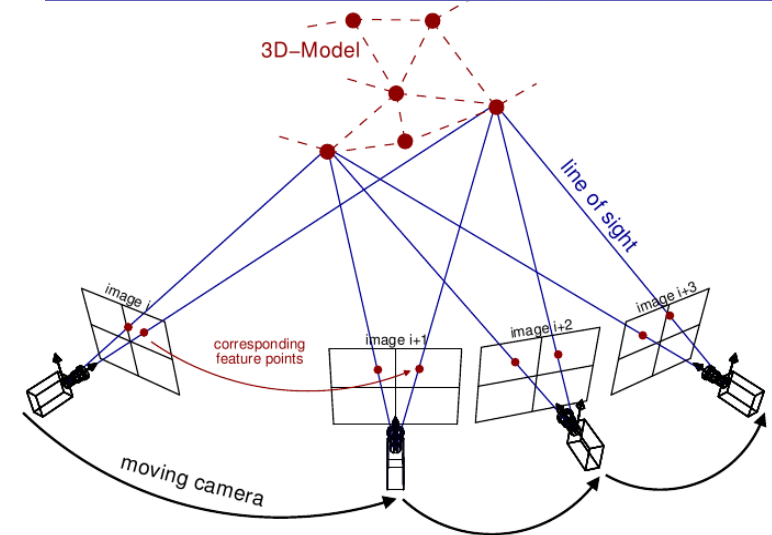 3D−Model
line of sight
image i
image i+1
image i+2
image i+3
corresponding
feature points
moving camera